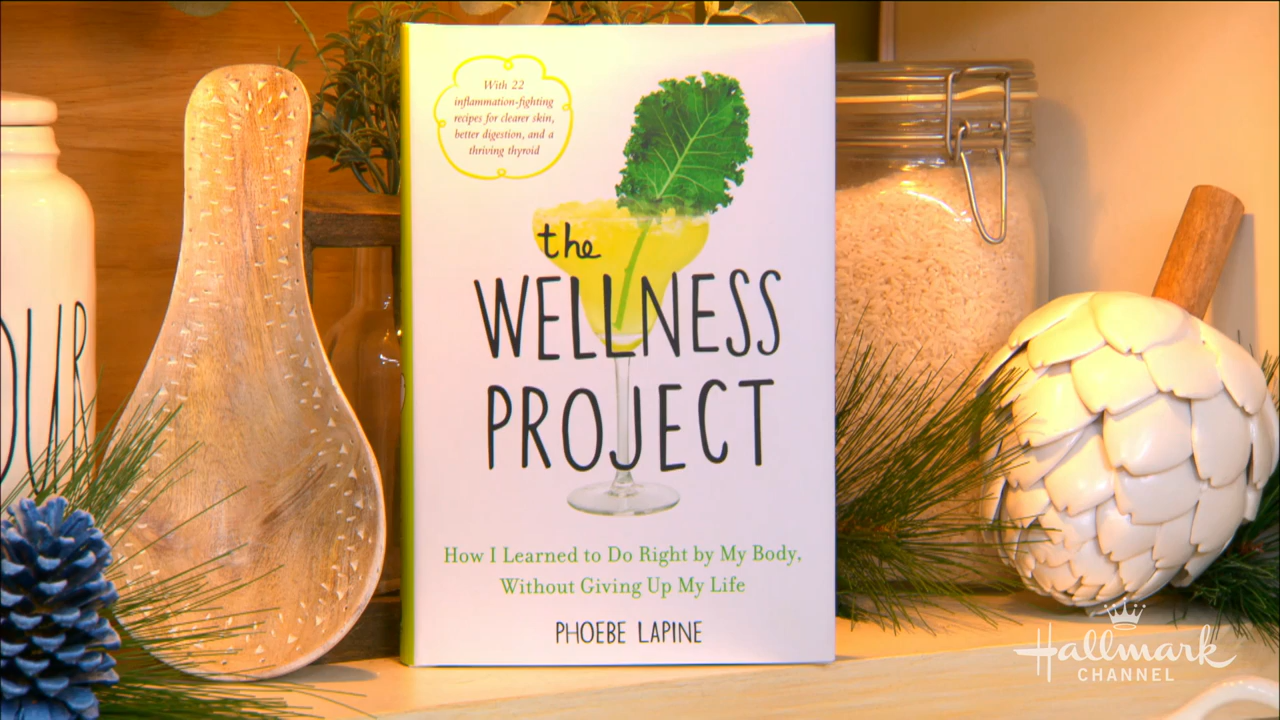 With 22
inflammation-fighting
recipes for clearer skin,
better digestion, and a
thriving thyroid
the
WELLNESS
PROJECT
How I Learned to Do Right by My Body,
Without Giving Up My Life
PHOEBE LAPINE
OUR
Hallmark
CHANNEL